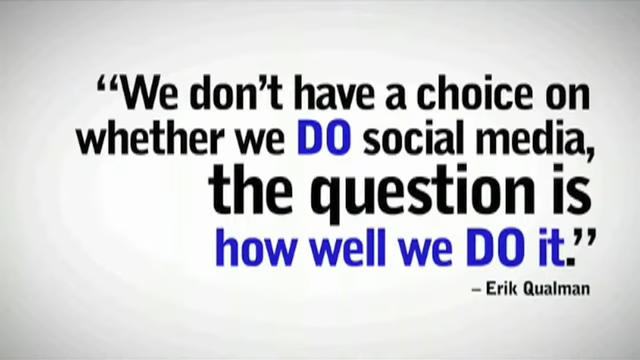 “We don’t have a choice on
whether we DO social media,
the question is
how well we DO it.”
– Erik Qualman